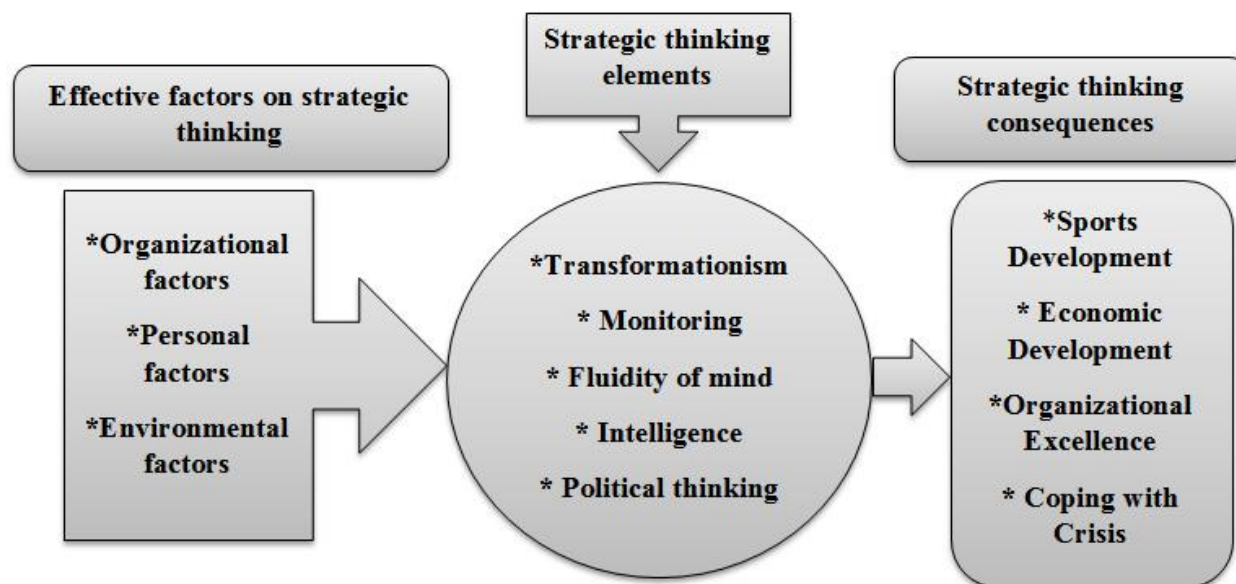 Effective factors on strategic
thinking
*Organizational
factors
*Personal
factors
*Environmental
factors
Strategic thinking
elements
*Transformationism
* Monitoring
* Fluidity of mind
* Intelligence
* Political thinking
Strategic thinking
consequences
*Sports
Development
* Economic
Development
*Organizational
Excellence
* Coping with
Crisis